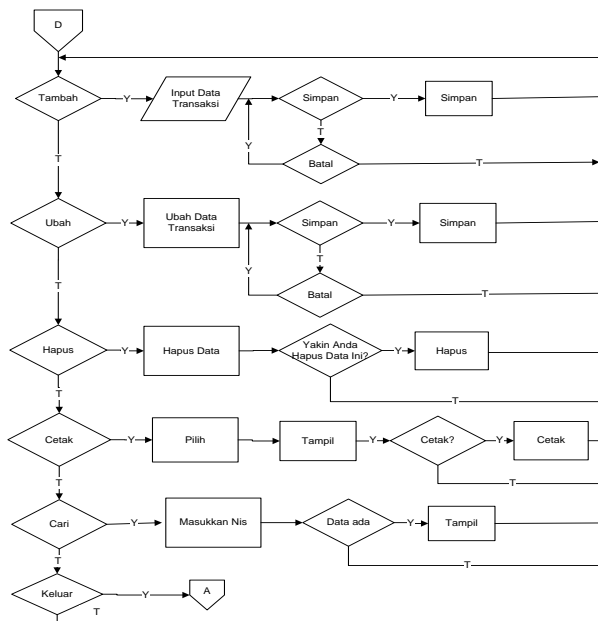 D
Tambah
Y
Input Data
Transaksi
Simpan
Y
Simpan
T
Y
Batal
T
T
Ubah
Y
Ubah Data
Transaksi
Simpan
Y
Simpan
T
Y
Batal
T
T
Hapus
Y
Hapus Data
Yakin Anda
Hapus Data Ini?
Y
Hapus
T
T
Cetak
Y
Pilih
Tampil
Y
Cetak?
Y
Cetak
T
T
Cari
Y
Masukkan Nis
Data ada
Y
Tampil
T
T
Keluar
Y
A
T